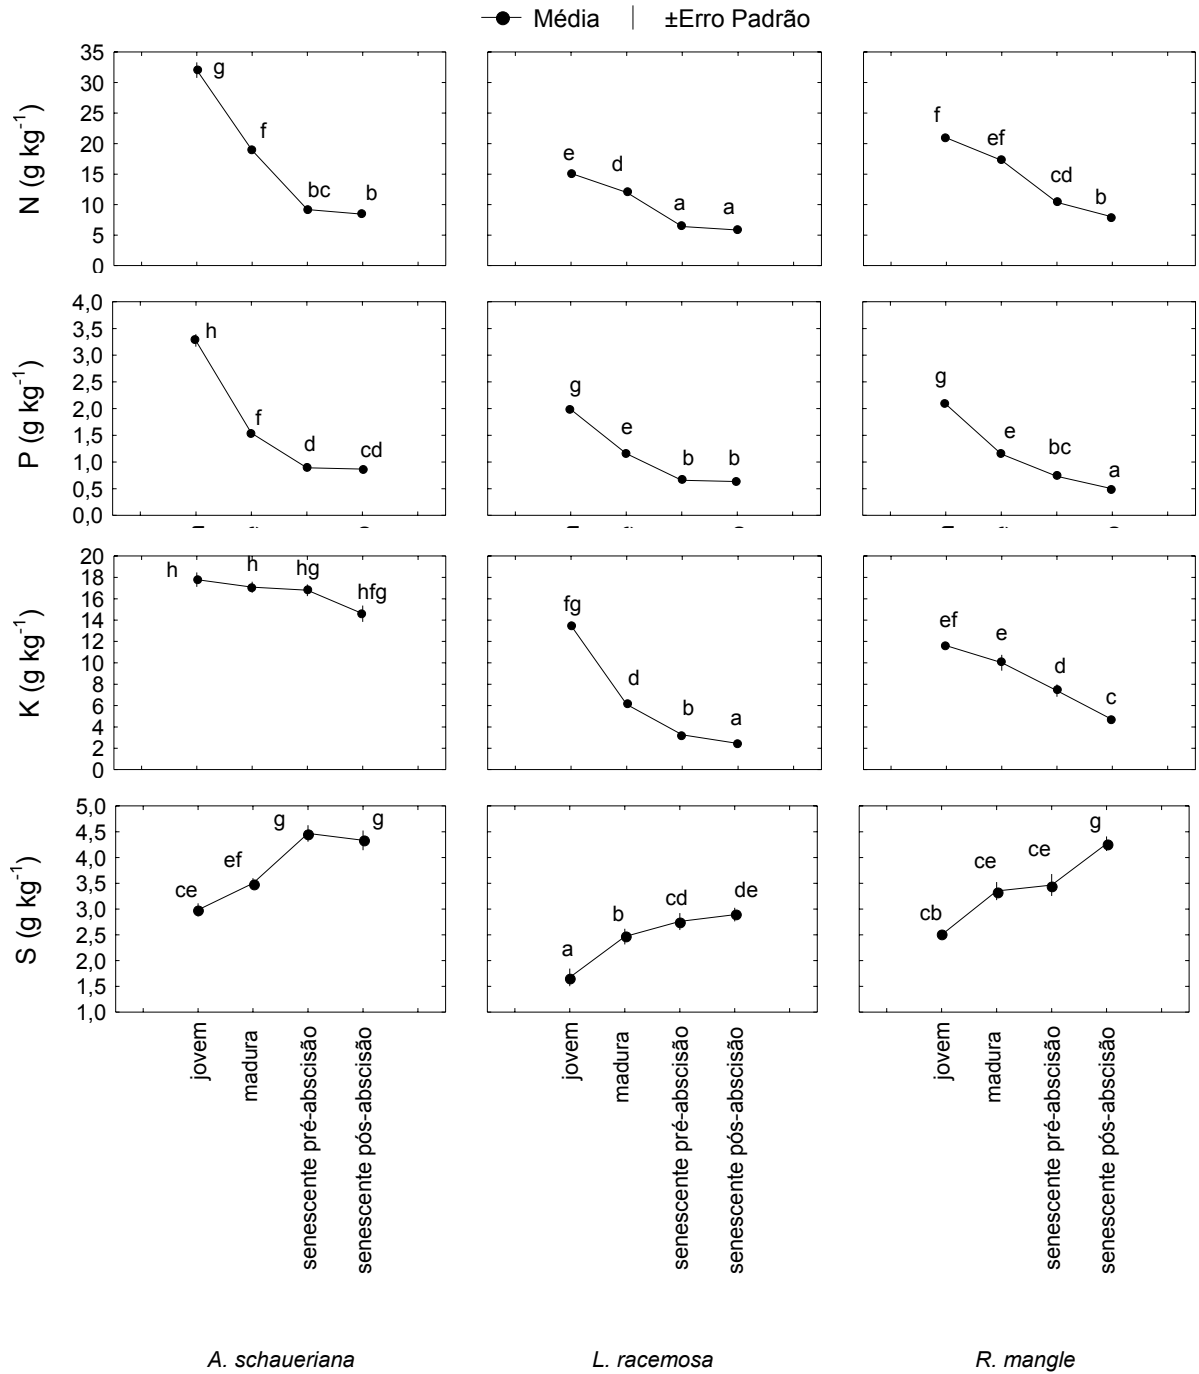 Média ±Erro Padrão
N (g kg-1)
35
30
25
20
15
10
5
0
g
f
bc
b
e
d
a
a
f
ef
cd
b
P (g kg-1)
4,0
3,5
3,0
2,5
2,0
1,5
1,0
0,5
0,0
h
f
d
cd
g
e
b
b
g
e
bc
a
K (g kg-1)
20
18
16
14
12
10
8
6
4
2
0
h
h
hg
hfg
fg
d
b
a
ef
e
d
c
S (g kg-1)
5,0
4,5
4,0
3,5
3,0
2,5
2,0
1,5
1,0
ce
ef
g
g
a
b
cd
de
cb
ce
ce
g
jovem
madura
senescente pré-abscisão
senescente pós-abscisão
jovem
madura
senescente pré-abscisão
senescente pós-abscisão
jovem
madura
senescente pré-abscisão
senescente pós-abscisão
A. schaueriana
L. racemosa
R. mangle